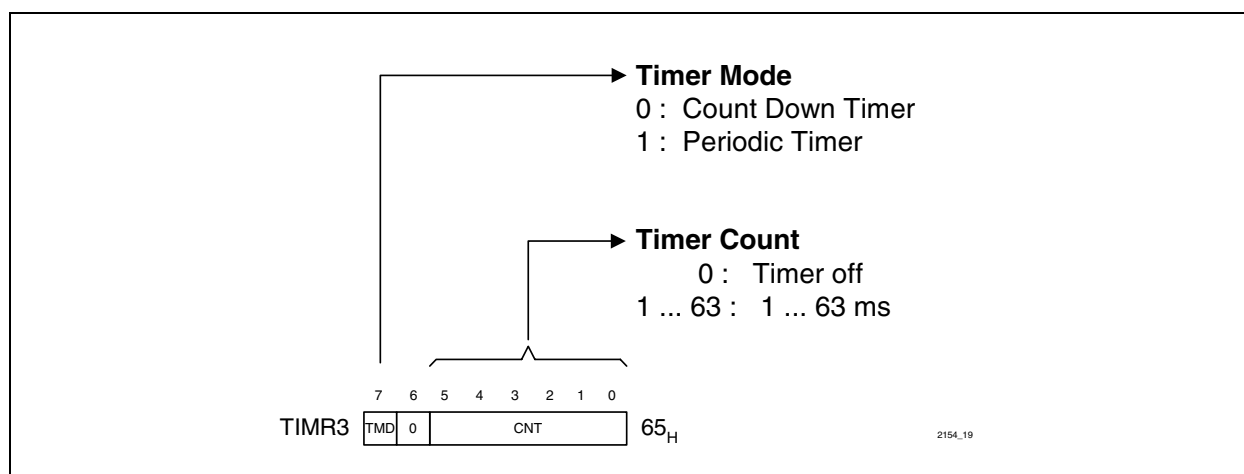 Timer Mode
0 : Count Down Timer
1 : Periodic Timer
Timer Count
0 : Timer off
1 ... 63 : 1 ... 63 ms
7 6 5 4 3 2 1 0
TIMR3 TMD 0 CNT 65H
2154_19